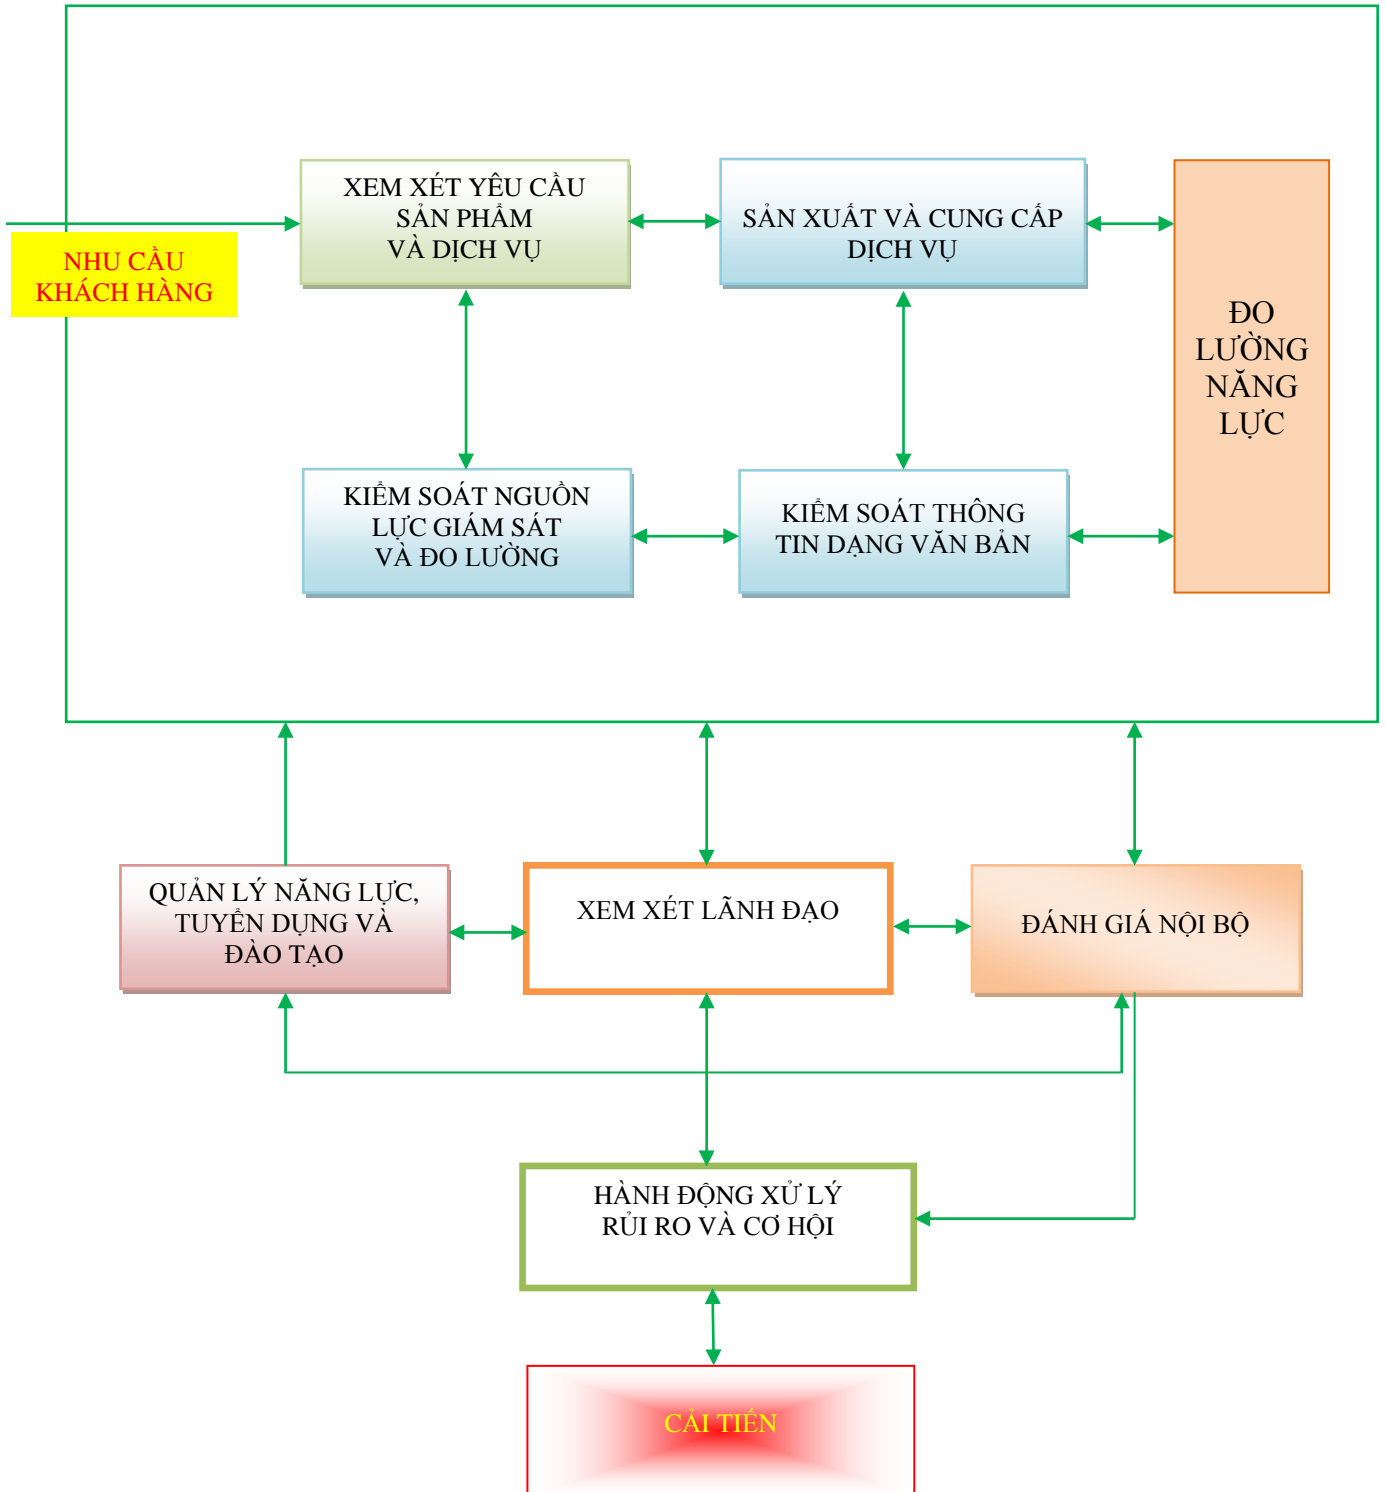 XEM XÉT YÊU CẦU
SẢN PHẨM
VÀ DỊCH VỤ
SẢN XUẤT VÀ CUNG CẤP
DỊCH VỤ
NHU CẦU
KHÁCH HÀNG
ĐO
LƯỜNG
NĂNG
LỰC
KIỂM SOÁT NGUỒN
LỰC GIÁM SÁT
VÀ ĐO LƯỜNG
KIỂM SOÁT THÔNG
TIN DẠNG VĂN BẢN
QUẢN LÝ NĂNG LỰC,
TUYỂN DỤNG VÀ
ĐÀO TẠO
XEM XÉT LÃNH ĐẠO
ĐÁNH GIÁ NỘI BỘ
HÀNH ĐỘNG XỬ LÝ
RỦI RO VÀ CƠ HỘI
CẢI TIẾN